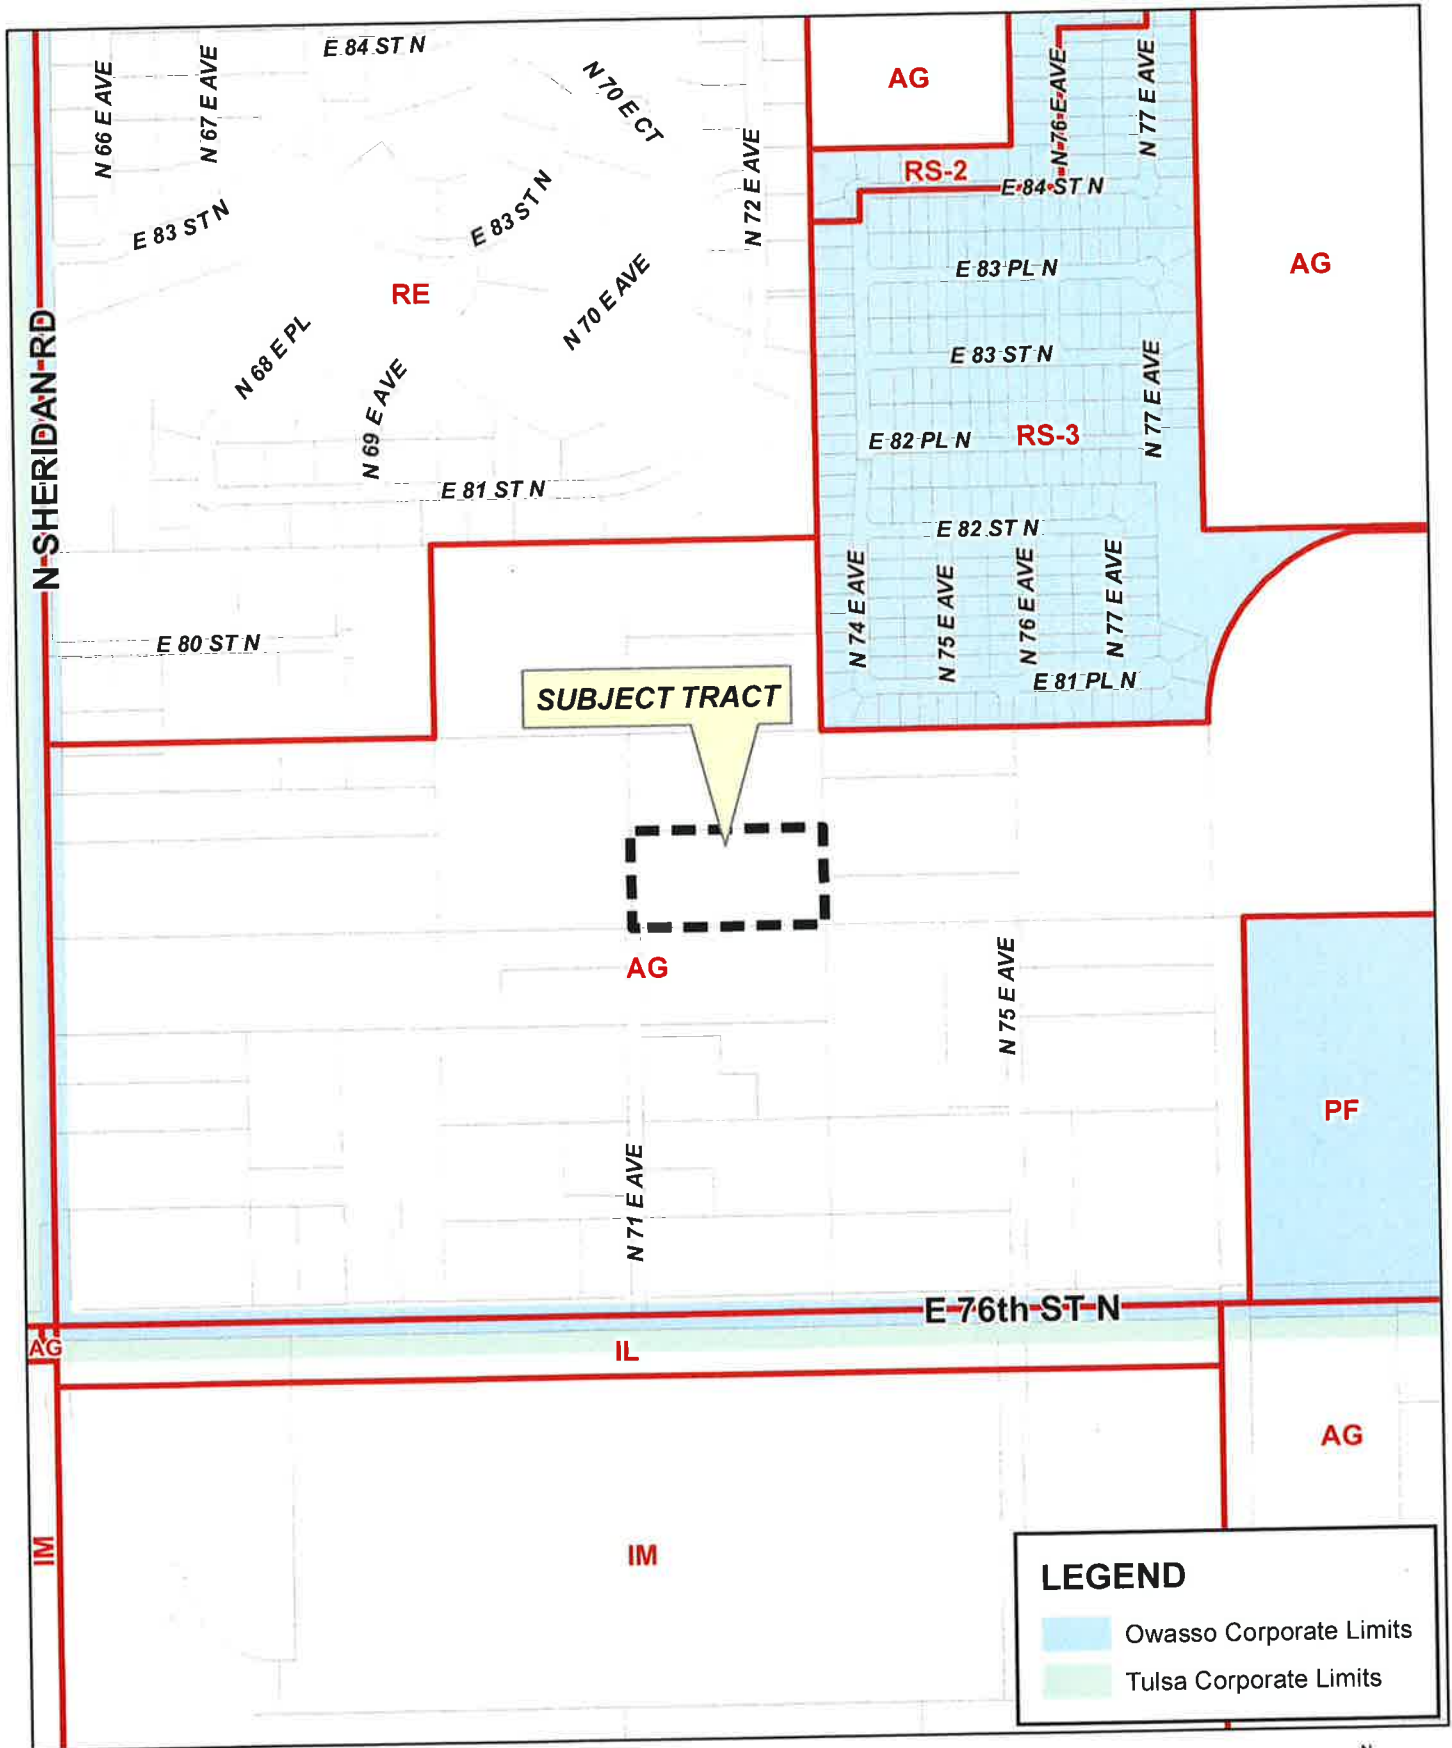 E 84 ST N
N 66 E AVE
N 67 E AVE
N 70 E CT
N 72 E AVE
AG
N 76 E AVE
N 77 E AVE
RS-2
E 84 ST N
E 83 ST N
E 83 ST N
RE
N 70 E AVE
E 83 PL N
AG
N 68 E PL
N 69 E AVE
E 83 ST N
N 77 E AVE
N SHERIDAN RD
E 82 PL N
RS-3
E 81 ST N
E 82 ST N
N 74 E AVE
N 75 E AVE
N 76 E AVE
N 77 E AVE
E 80 ST N
E 81 PL N
SUBJECT TRACT
AG
N 75 E AVE
PF
N 71 E AVE
E 76th ST N
AG
IL
AG
IM
IM
LEGEND
Owasso Corporate Limits
Tulsa Corporate Limits
N